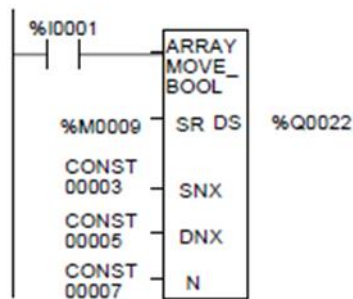 %I0001
ARRAY
MOVE_
BOOL
%M0009 SR DS %Q0022
CONST
00003 SNX
CONST
00005 DNX
CONST
00007 N